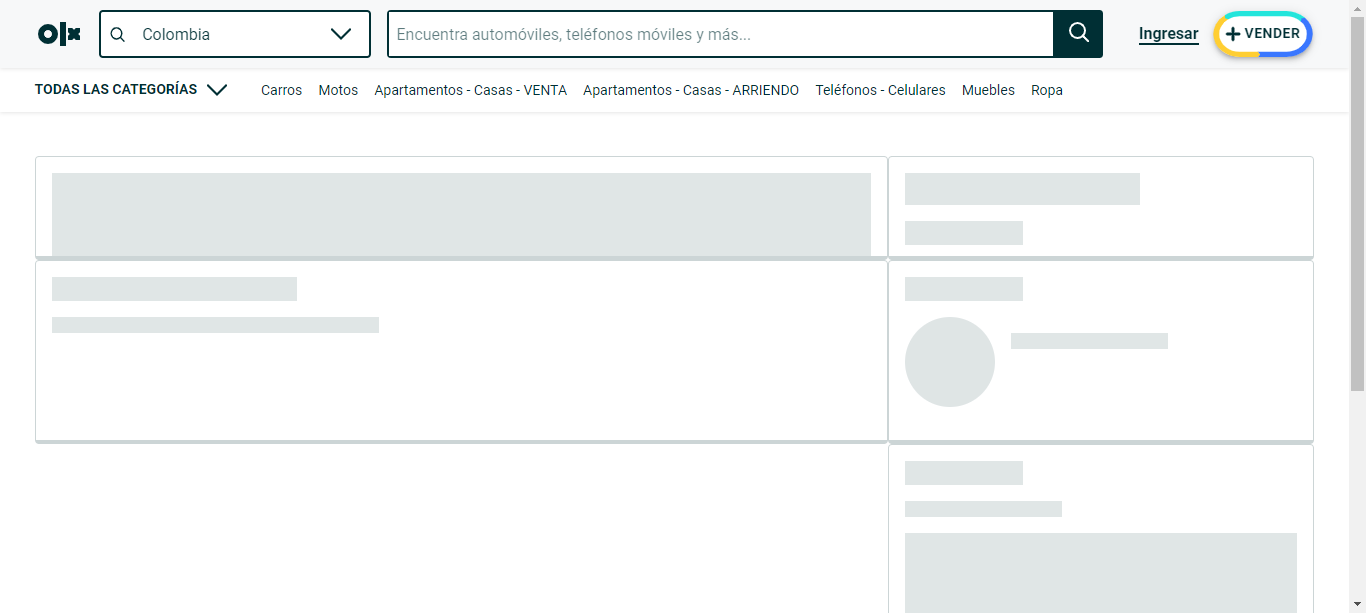 olx
Colombia
Encuentra automóviles, teléfonos móviles y más...
Ingresar
VENDER
TODAS LAS CATEGORÍAS
Carros
Motos
Apartamentos - Casas - VENTA
Apartamentos - Casas - ARRIENDO
Teléfonos - Celulares
Muebles
Ropa